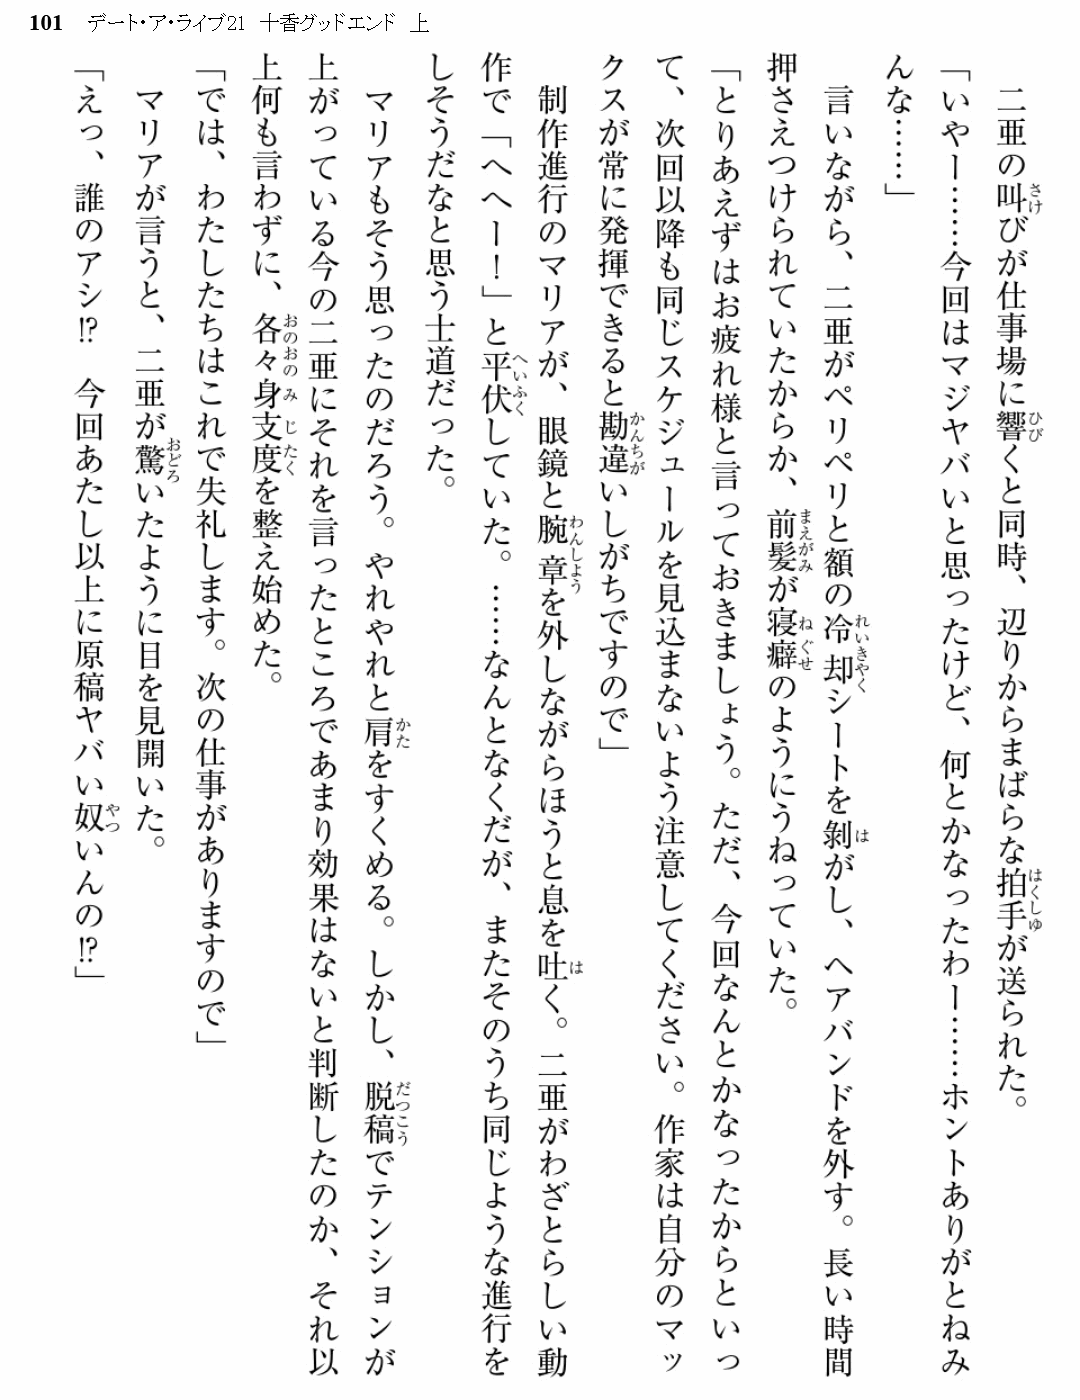 101 デート・ア・ライブ21 十香グッドエンド 上
　二亜の叫びが仕事場に響くと同時、辺りからまばらな拍手が送られた。
「いやー……今回はマジヤバいと思ったけど、何とかなったわー……ホントありがとねみ
んな……」
　言いながら、二亜がペリペリと額の冷却シートを剝がし、ヘアバンドを外す。長い時間
押さえつけられていたからか、前髪が寝癖のようにうねっていた。
「とりあえずはお疲れ様と言っておきましょう。ただ、今回なんとかなったからといっ
て、次回以降も同じスケジュールを見込まないよう注意してください。作家は自分のマッ
クスが常に発揮できると勘違いしがちですので」
　制作進行のマリアが、眼鏡と腕章を外しながらほうと息を吐く。二亜がわざとらしい動
作で「へへー！」と平伏していた。……なんとなくだが、またそのうち同じような進行を
しそうだなと思う士道だった。
　マリアもそう思ったのだろう。やれやれと肩をすくめる。しかし、脱稿でテンションが
上がっている今の二亜にそれを言ったところであまり効果はないと判断したのか、それ以
上何も言わずに、各々身支度を整え始めた。
「では、わたしたちはこれで失礼します。次の仕事がありますので」
　マリアが言うと、二亜が驚いたように目を見開いた。
「えっ、誰のアシ⁉　今回あたし以上に原稿ヤバい奴いんの⁉」